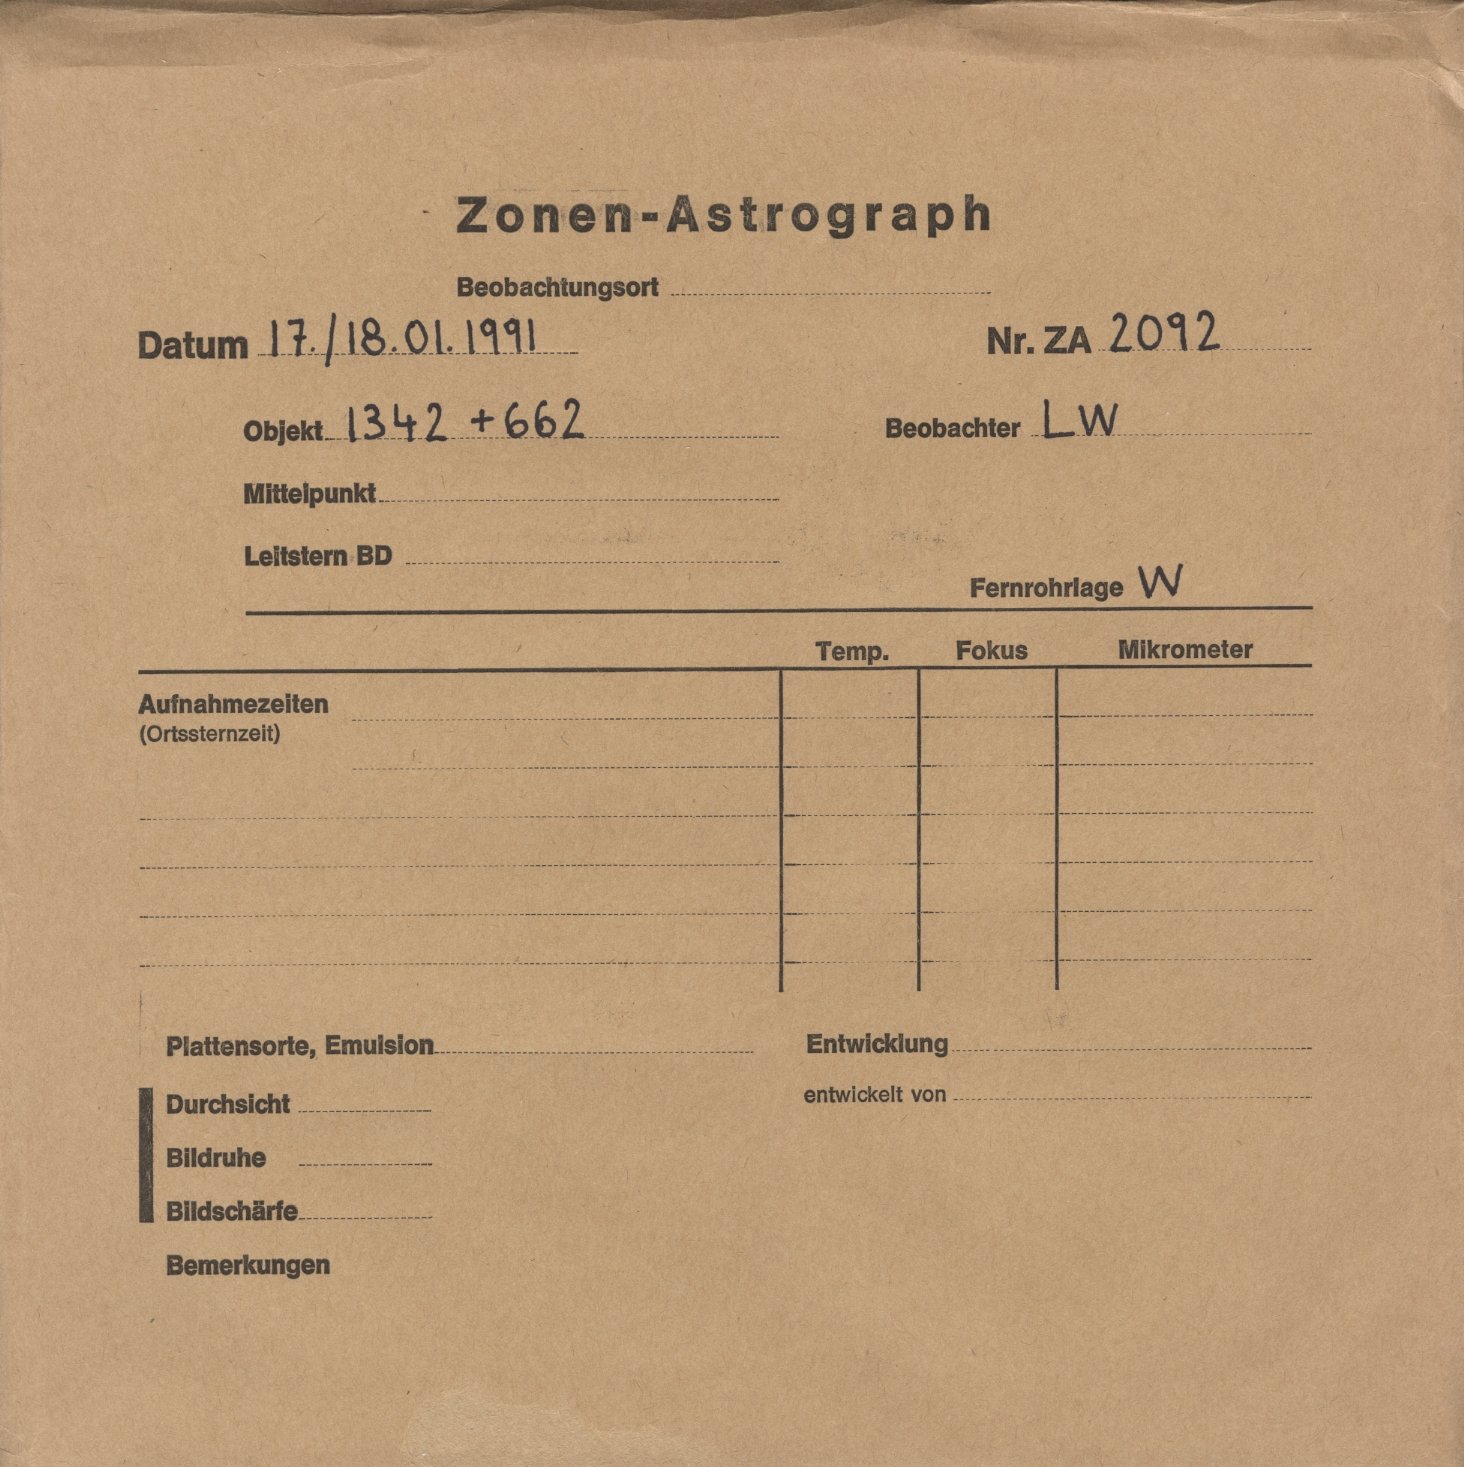 Zonen-Astrograph
Beobachtungsort
Datum 17./18.01.1991
Nr. ZA 2092
Objekt 1342 +662
Beobachter LW
Mittelpunkt
Leitstern BD
Fernrohrlage W
Temp. Fokus Mikrometer
Aufnahmezeiten
(Ortssternzeit)
Plattensorte, Emulsion
Entwicklung
entwickelt von
Durchsicht
Bildruhe
Bildschärfe
Bemerkungen